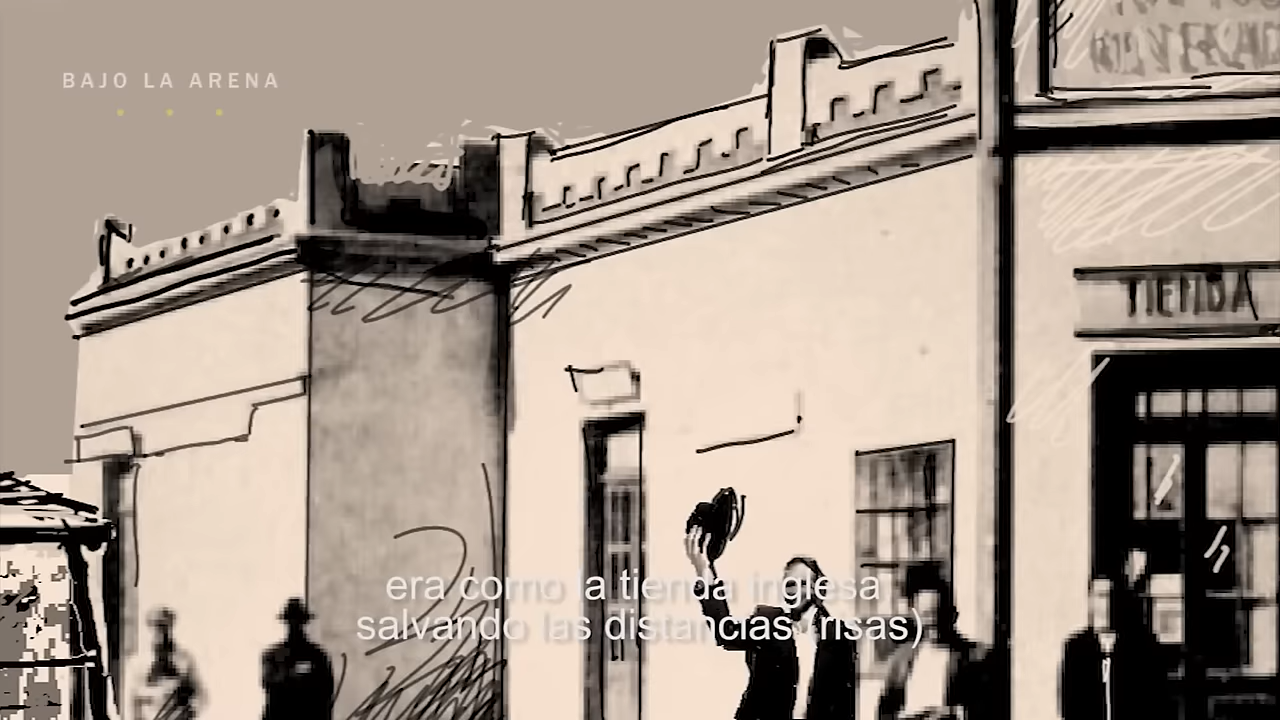 BAJO LA ARENA
TIENDA
era como la tienda inglesa
salvando las distancias (risas)